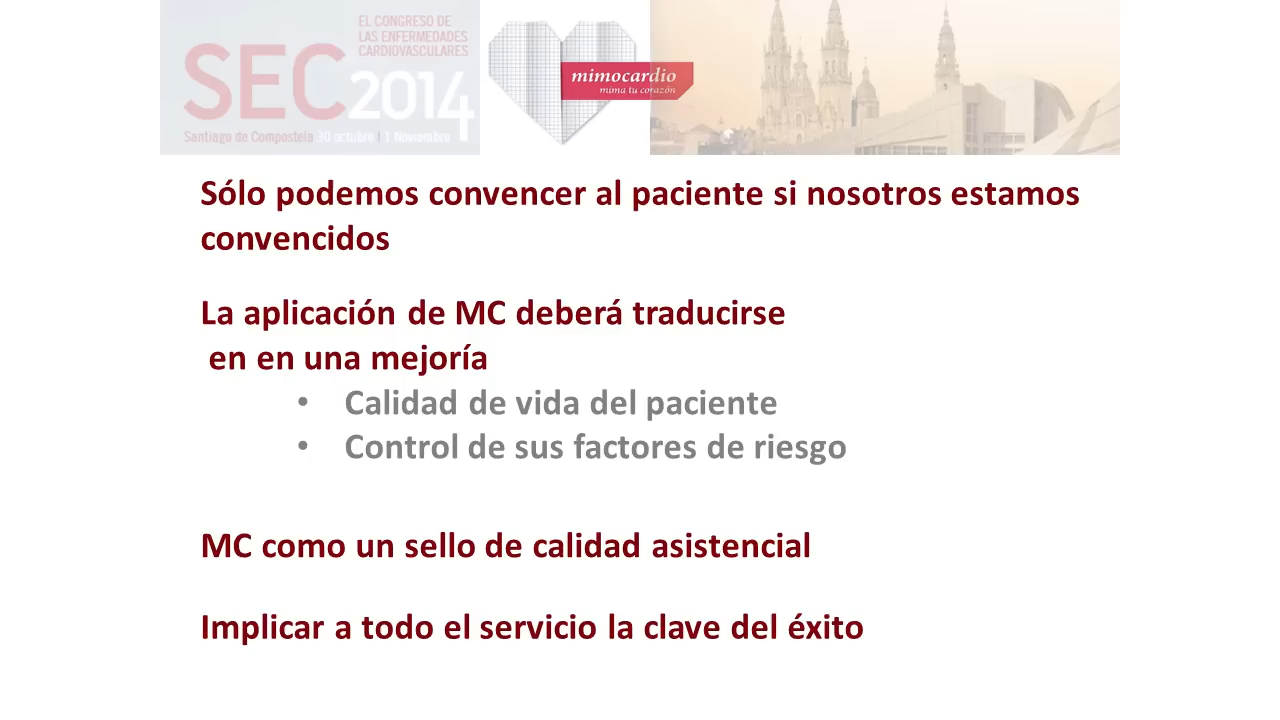 EL CONGRESO DE
LAS ENFERMEDADES
CARDIOVASCULARES
SEC 2014
Santiago de Compostela 30 octubre | 1 Noviembre
mimocardio
mima tu corazón
Sólo podemos convencer al paciente si nosotros estamos
convencidos
La aplicación de MC deberá traducirse
en en una mejoría
• Calidad de vida del paciente
• Control de sus factores de riesgo
MC como un sello de calidad asistencial
Implicar a todo el servicio la clave del éxito